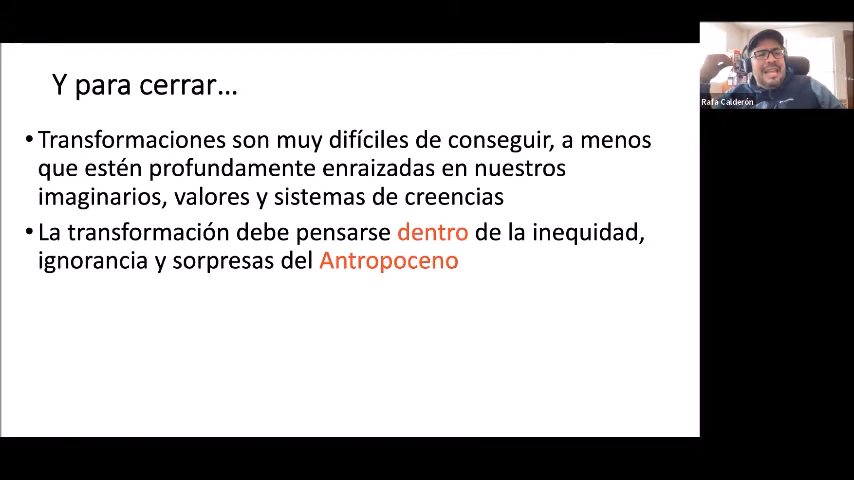 Y para cerrar...
• Transformaciones son muy difíciles de conseguir, a menos
que estén profundamente enraizadas en nuestros
imaginarios, valores y sistemas de creencias
• La transformación debe pensarse dentro de la inequidad,
ignorancia y sorpresas del Antropoceno
Rafa Calderón